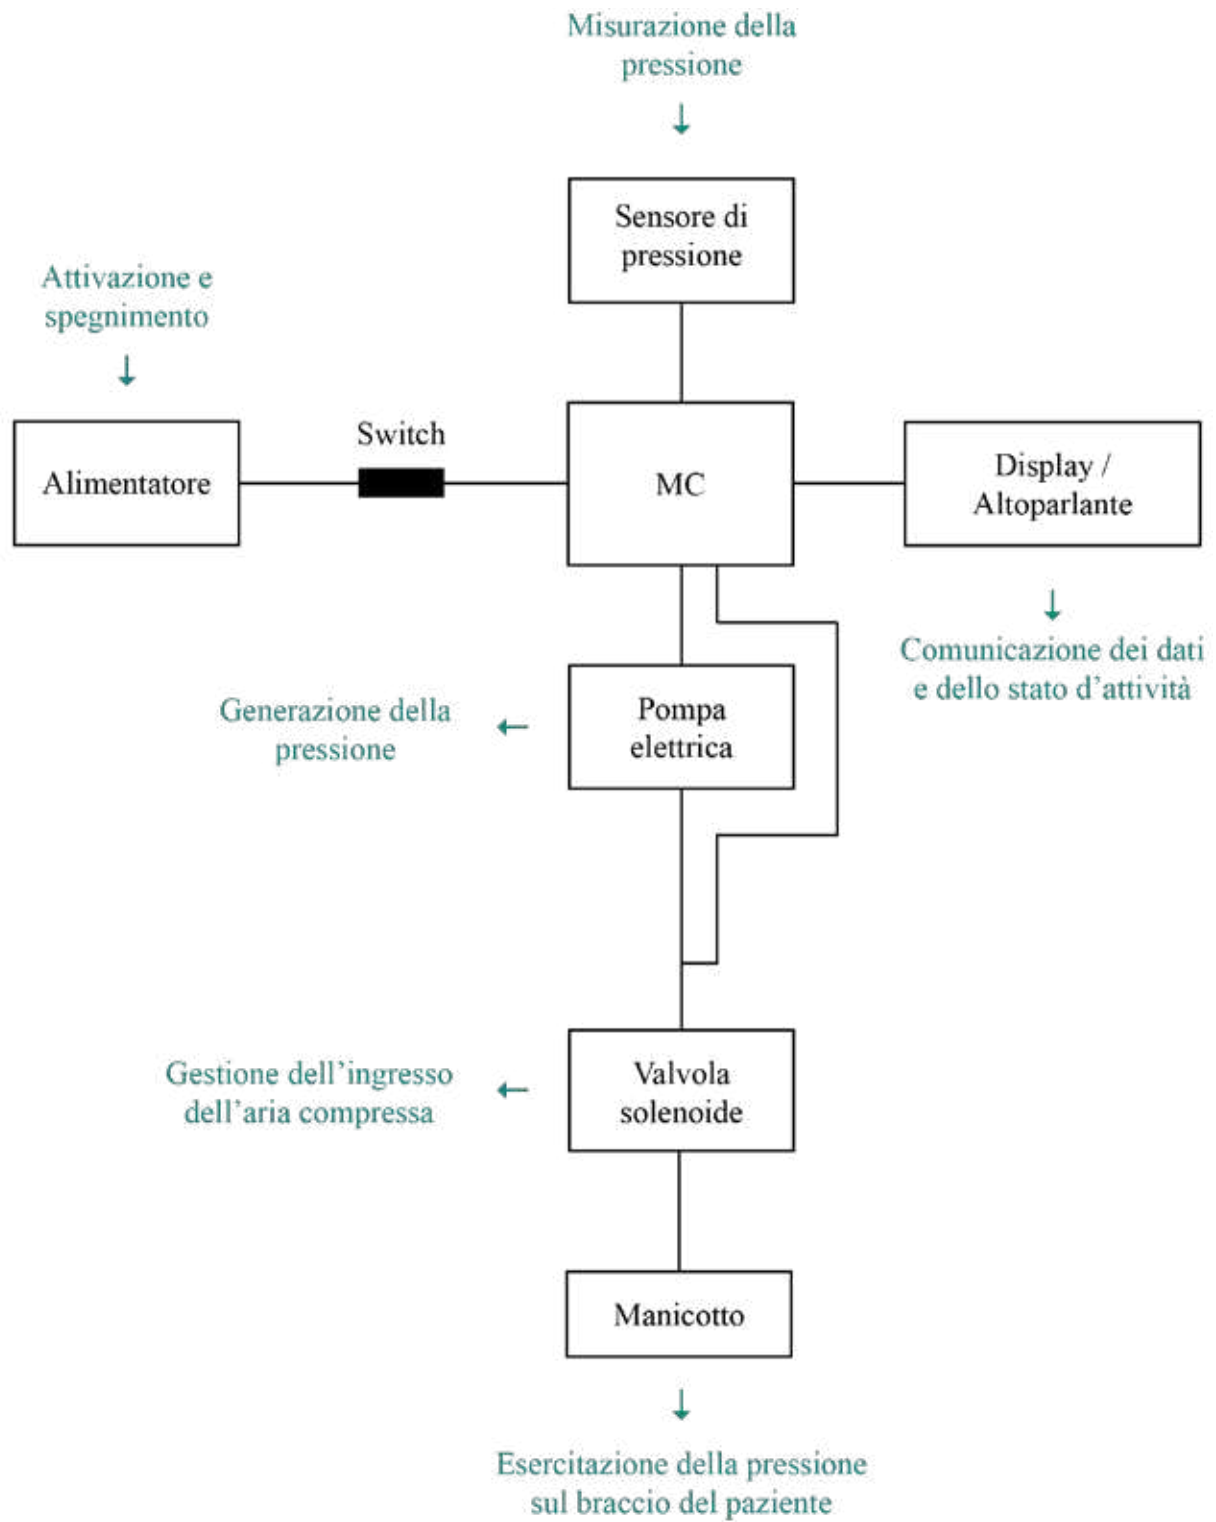 Misurazione della
pressione
↓
Sensore di
pressione
Attivazione e
spegnimento
↓
Alimentatore
Switch
MC
Display /
Altoparlante
↓
Comunicazione dei dati
e dello stato d'attività
Generazione della
pressione
←
Pompa
elettrica
Gestione dell'ingresso
dell'aria compressa
←
Valvola
solenoide
Manicotto
↓
Esercitazione della pressione
sul braccio del paziente